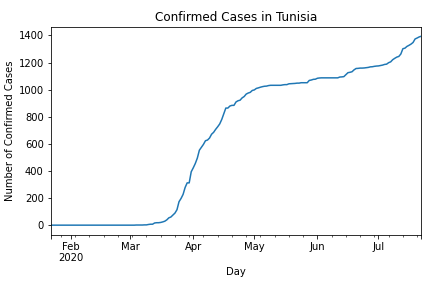 Confirmed Cases in Tunisia
Number of Confirmed Cases
1400
1200
1000
800
600
400
200
0
Feb
2020
Mar
Apr
May
Jun
Jul
Day